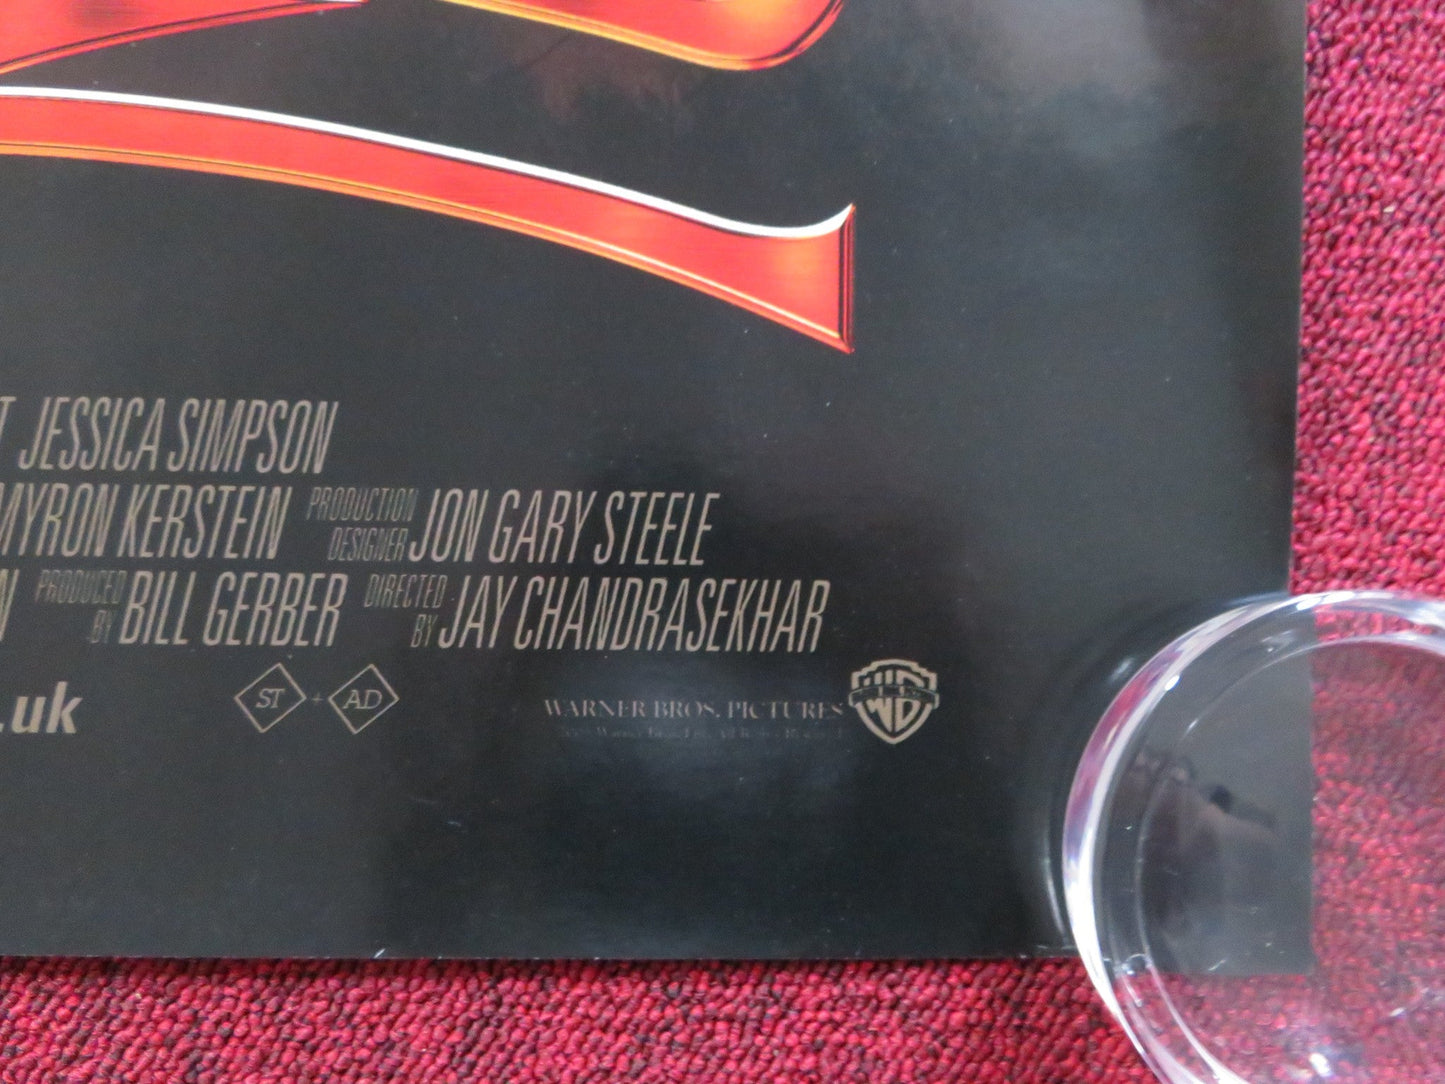 JESSICA SIMPSON
MYRON KERSTEIN PRODUCTION DESIGNER JON GARY STEELE
PRODUCED BY BILL GERBER DIRECTED BY JAY CHANDRASEKHAR
.uk ST + AD WARNER BROS. PICTURES WB